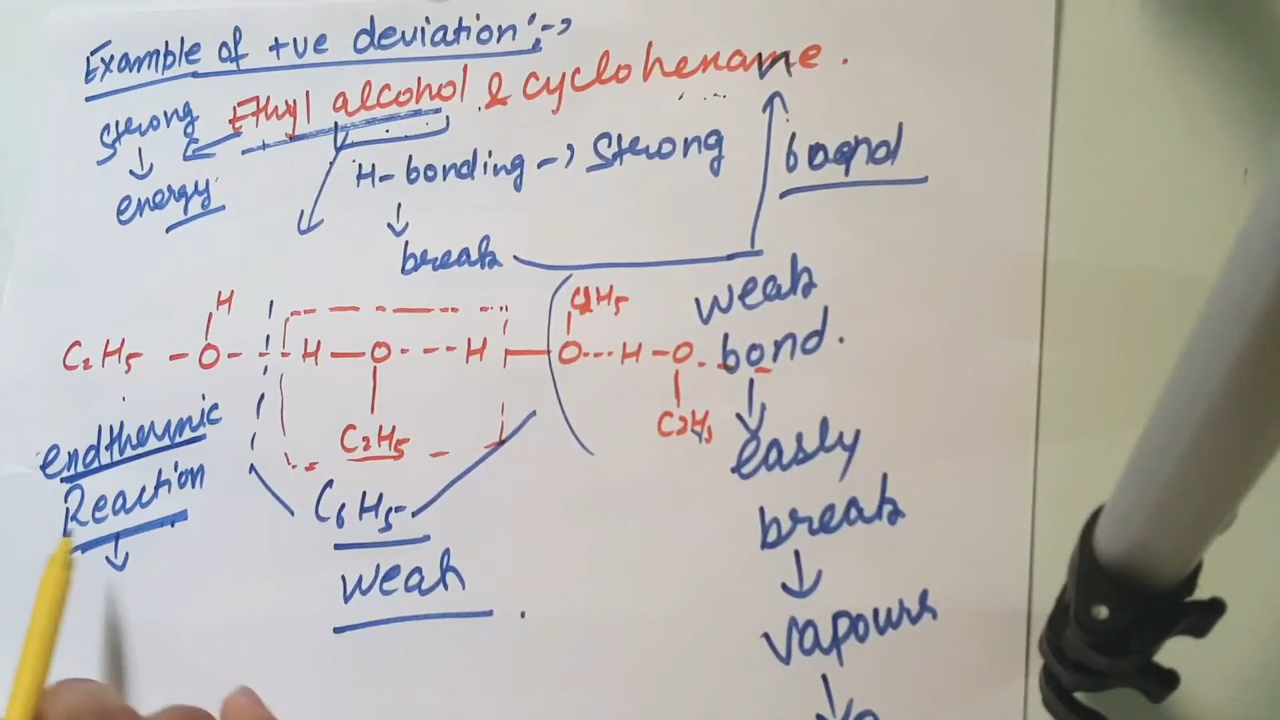 Example of +ve deviation :→
Ethyl alcohol & cyclohexane.
strong
↓
energy
H-bonding → strong
bond
↓
break
weak
bond.
↓
easly
break
↓
vapours
↓
H C2H5
C2H5 - O - - - H — O - - - H — O --- H — O - - -
C2H5 C2H5
endthermic
Reaction
↓
C6H5-
weak